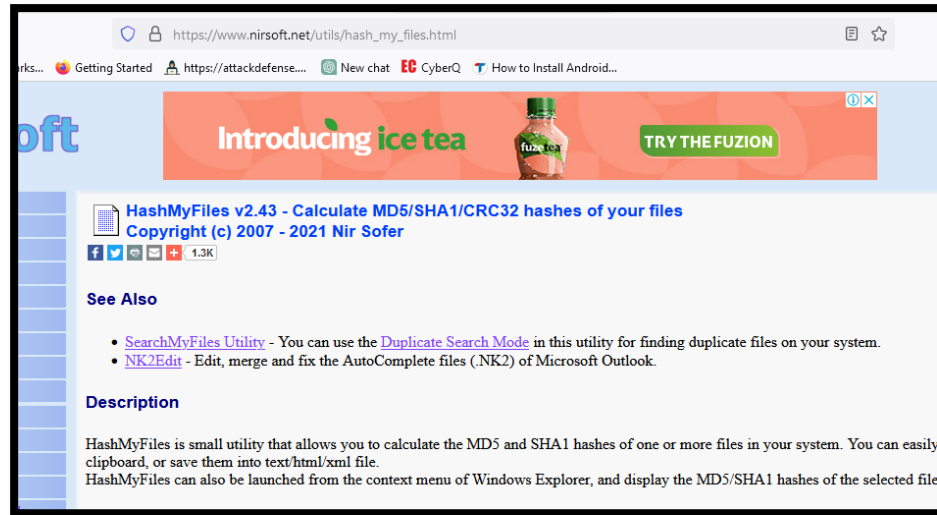 https://www.nirsoft.net/utils/hash_my_files.html
rks... Getting Started https://attackdefense.... New chat EC CyberQ How to Install Android...
oft
Introducing ice tea fuzetea TRY THE FUZION
HashMyFiles v2.43 - Calculate MD5/SHA1/CRC32 hashes of your files
Copyright (c) 2007 - 2021 Nir Sofer
1.3K
See Also
• SearchMyFiles Utility - You can use the Duplicate Search Mode in this utility for finding duplicate files on your system.
• NK2Edit - Edit, merge and fix the AutoComplete files (.NK2) of Microsoft Outlook.
Description
HashMyFiles is small utility that allows you to calculate the MD5 and SHA1 hashes of one or more files in your system. You can easily
clipboard, or save them into text/html/xml file.
HashMyFiles can also be launched from the context menu of Windows Explorer, and display the MD5/SHA1 hashes of the selected file